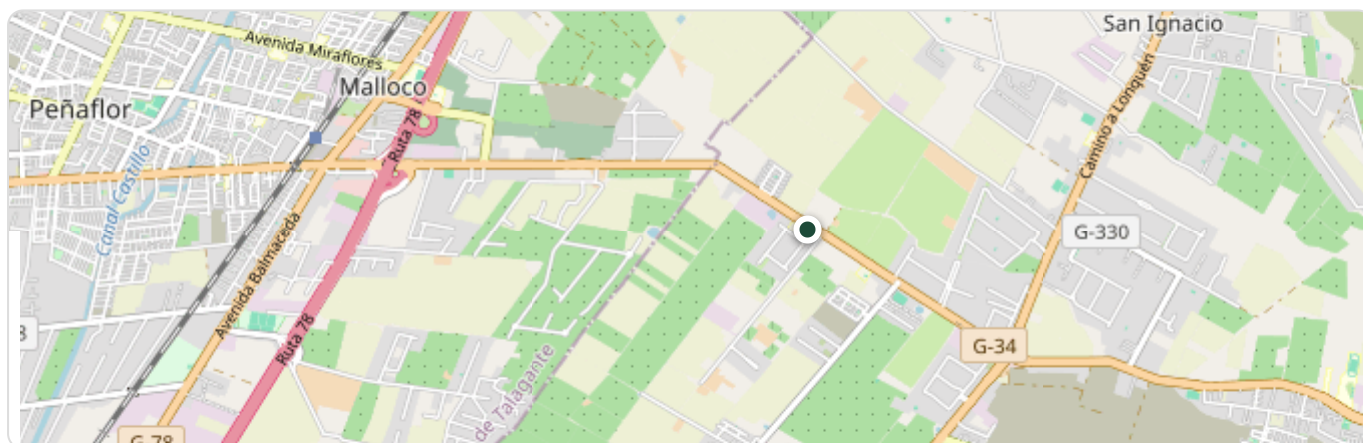 San Ignacio
Avenida Miraflores
Malloco
Peñaflor
Ruta 78
Camino a Lonquén
Canal Castillo
G-330
Avenida Balmaceda
Ruta 78
G-34
de Talagante
G-78